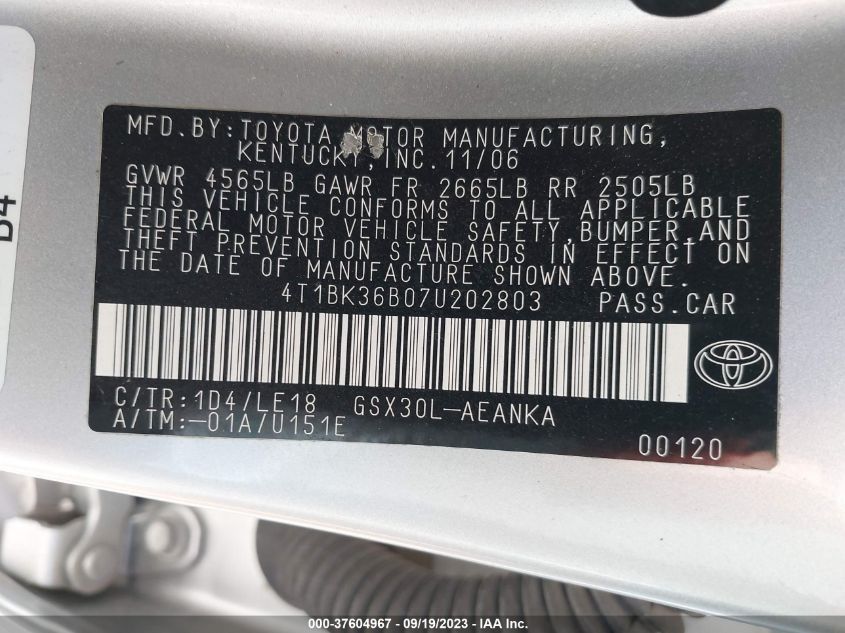 B4
MFD.BY:TOYOTA MOTOR MANUFACTURING,
KENTUCKY,INC.11/06
GVWR 4565LB GAWR FR 2665LB RR 2505LB
THIS VEHICLE CONFORMS TO ALL APPLICABLE
FEDERAL MOTOR VEHICLE SAFETY,BUMPER,AND
THEFT PREVENTION STANDARDS IN EFFECT ON
THE DATE OF MANUFACTURE SHOWN ABOVE.
4T1BK36B07U202803 PASS.CAR
C/TR:1D4/LE18 GSX30L-AEANKA
A/TM:-01A/U151E
00120
000-37604967 - 09/19/2023 - IAA Inc.